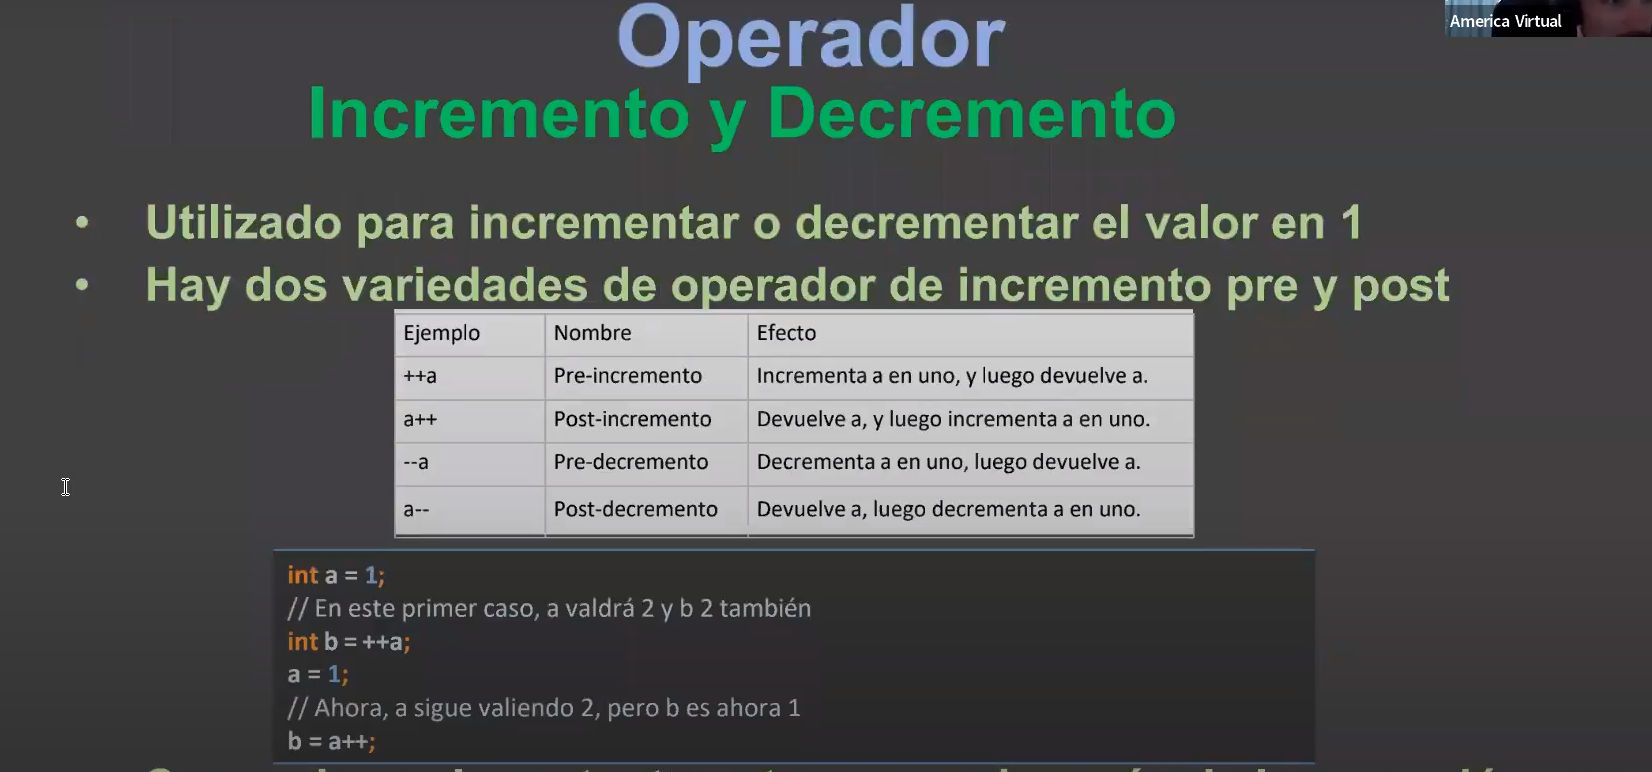 Operador
America Virtual
Incremento y Decremento
• Utilizado para incrementar o decrementar el valor en 1
• Hay dos variedades de operador de incremento pre y post
Ejemplo Nombre Efecto
++a Pre-incremento Incrementa a en uno, y luego devuelve a.
a++ Post-incremento Devuelve a, y luego incrementa a en uno.
--a Pre-decremento Decrementa a en uno, luego devuelve a.
a-- Post-decremento Devuelve a, luego decrementa a en uno.
int a = 1;
// En este primer caso, a valdrá 2 y b 2 también
int b = ++a;
a = 1;
// Ahora, a sigue valiendo 2, pero b es ahora 1
b = a++;